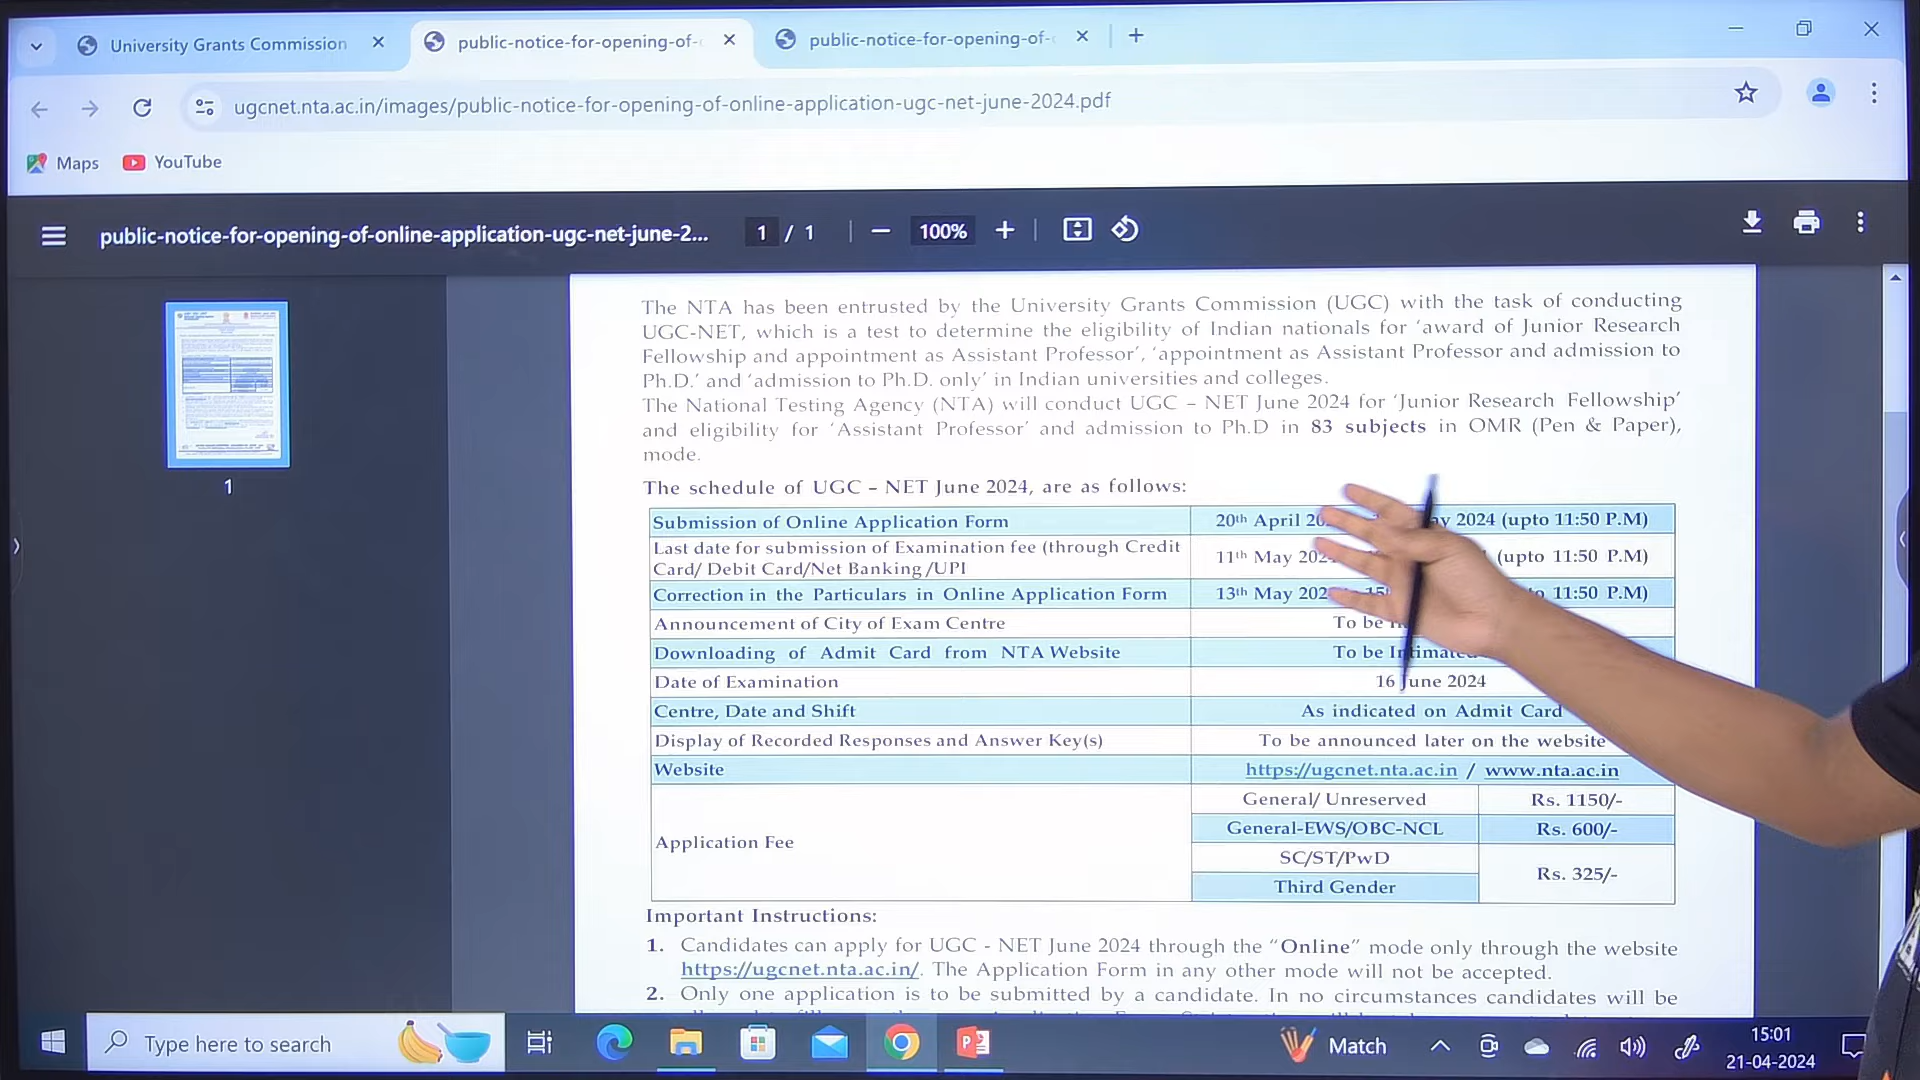 University Grants Commission
public-notice-for-opening-of-
public-notice-for-opening-of-
ugcnet.nta.ac.in/images/public-notice-for-opening-of-online-application-ugc-net-june-2024.pdf
Maps YouTube
public-notice-for-opening-of-online-application-ugc-net-june-2... 1 / 1 100%
1
The NTA has been entrusted by the University Grants Commission (UGC) with the task of conducting
UGC-NET, which is a test to determine the eligibility of Indian nationals for ‘award of Junior Research
Fellowship and appointment as Assistant Professor’, ‘appointment as Assistant Professor and admission to
Ph.D.’ and ‘admission to Ph.D. only’ in Indian universities and colleges.
The National Testing Agency (NTA) will conduct UGC – NET June 2024 for ‘Junior Research Fellowship’
and eligibility for ‘Assistant Professor’ and admission to Ph.D in 83 subjects in OMR (Pen & Paper),
mode.
The schedule of UGC – NET June 2024, are as follows:
Submission of Online Application Form 20th April 2024 (upto 11:50 P.M)
Last date for submission of Examination fee (through Credit
Card/ Debit Card/Net Banking /UPI 11th May (upto 11:50 P.M)
Correction in the Particulars in Online Application Form 13th May 11:50 P.M)
Announcement of City of Exam Centre To be
Downloading of Admit Card from NTA Website To be Intimated
Date of Examination 16 June 2024
Centre, Date and Shift As indicated on Admit Card
Display of Recorded Responses and Answer Key(s) To be announced later on the website
Website https://ugcnet.nta.ac.in / www.nta.ac.in
Application Fee
General/ Unreserved Rs. 1150/-
General-EWS/OBC-NCL Rs. 600/-
SC/ST/PwD
Third Gender Rs. 325/-
Important Instructions:
1. Candidates can apply for UGC - NET June 2024 through the “Online” mode only through the website
https://ugcnet.nta.ac.in/. The Application Form in any other mode will not be accepted.
2. Only one application is to be submitted by a candidate. In no circumstances candidates will be
Type here to search
Match
15:01
21-04-2024